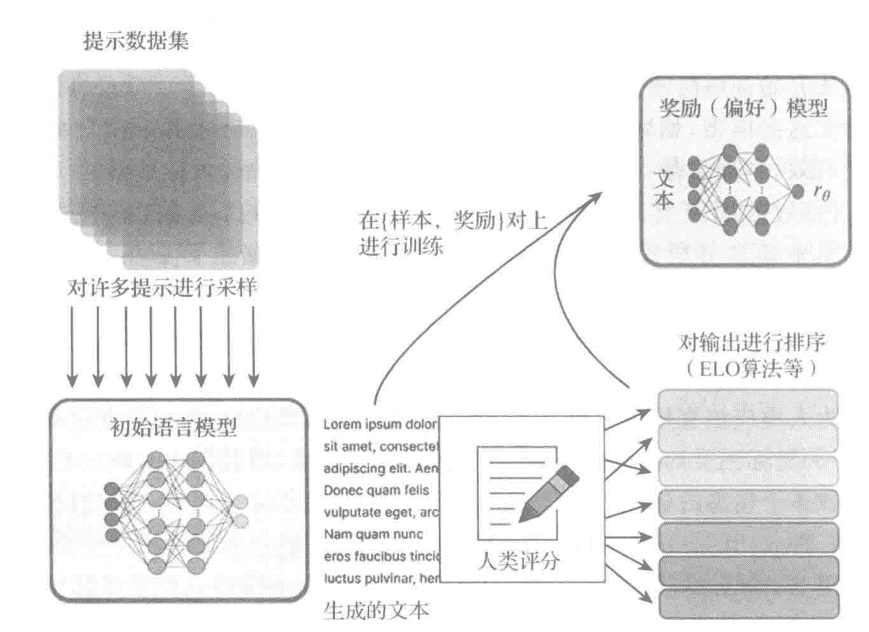 提示数据集
对许多提示进行采样
初始语言模型
Lorem ipsum dolor
sit amet, consectet
adipiscing elit. Aen
Donec quam felis
vulputate eget, arc
Nam quam nunc
eros faucibus tincid
luctus pulvinar, her
生成的文本
人类评分
在{样本，奖励}对上
进行训练
奖励（偏好）模型
文本
rθ
对输出进行排序
（ELO算法等）